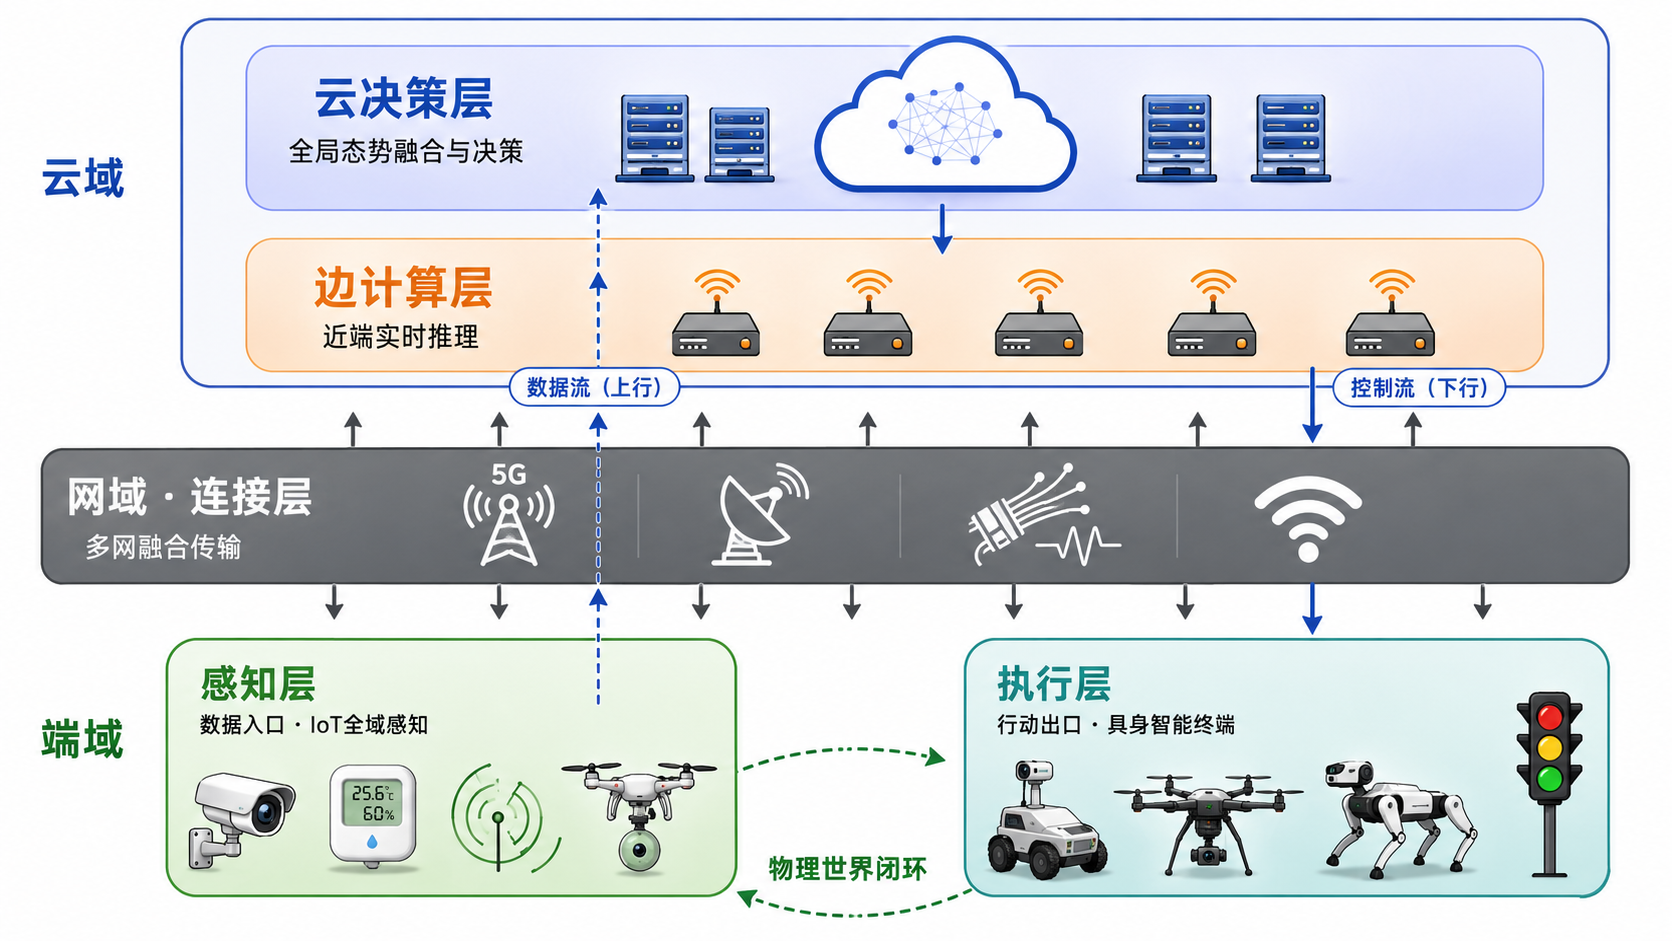 云域
云决策层
全局态势融合与决策
边计算层
近端实时推理
数据流（上行）
控制流（下行）
网域·连接层
多网融合传输
5G
端域
感知层
数据入口·IoT全域感知
25.6℃
60%
物理世界闭环
执行层
行动出口·具身智能终端